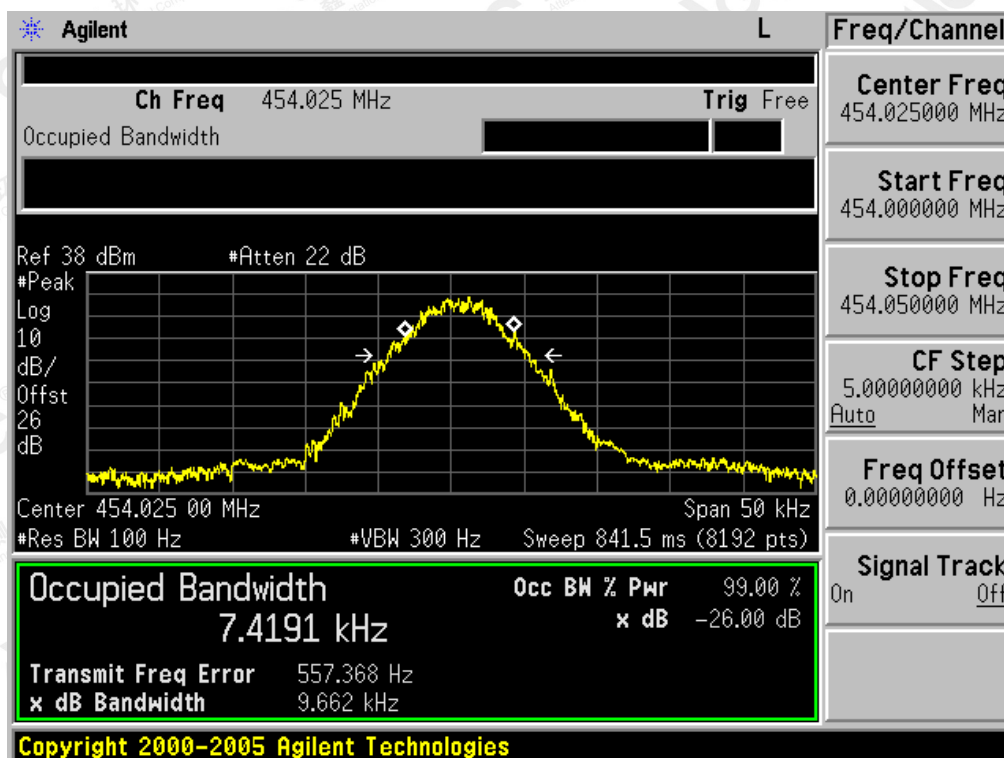 Agilent
L
Freq/Channel
Ch Freq 454.025 MHz
Trig Free
Occupied Bandwidth
Center Freq
454.025000 MHz
Start Freq
454.000000 MHz
Ref 38 dBm
#Atten 22 dB
#Peak
Log
10
dB/
Offst
26
dB
Stop Freq
454.050000 MHz
CF Step
5.00000000 kHz
Auto Man
Freq Offset
0.00000000 Hz
Center 454.025 00 MHz
Span 50 kHz
#Res BW 100 Hz
#VBW 300 Hz
Sweep 841.5 ms (8192 pts)
Signal Track
On Off
Occupied Bandwidth
7.4191 kHz
Occ BW % Pwr 99.00 %
x dB -26.00 dB
Transmit Freq Error 557.368 Hz
x dB Bandwidth 9.662 kHz
Copyright 2000-2005 Agilent Technologies